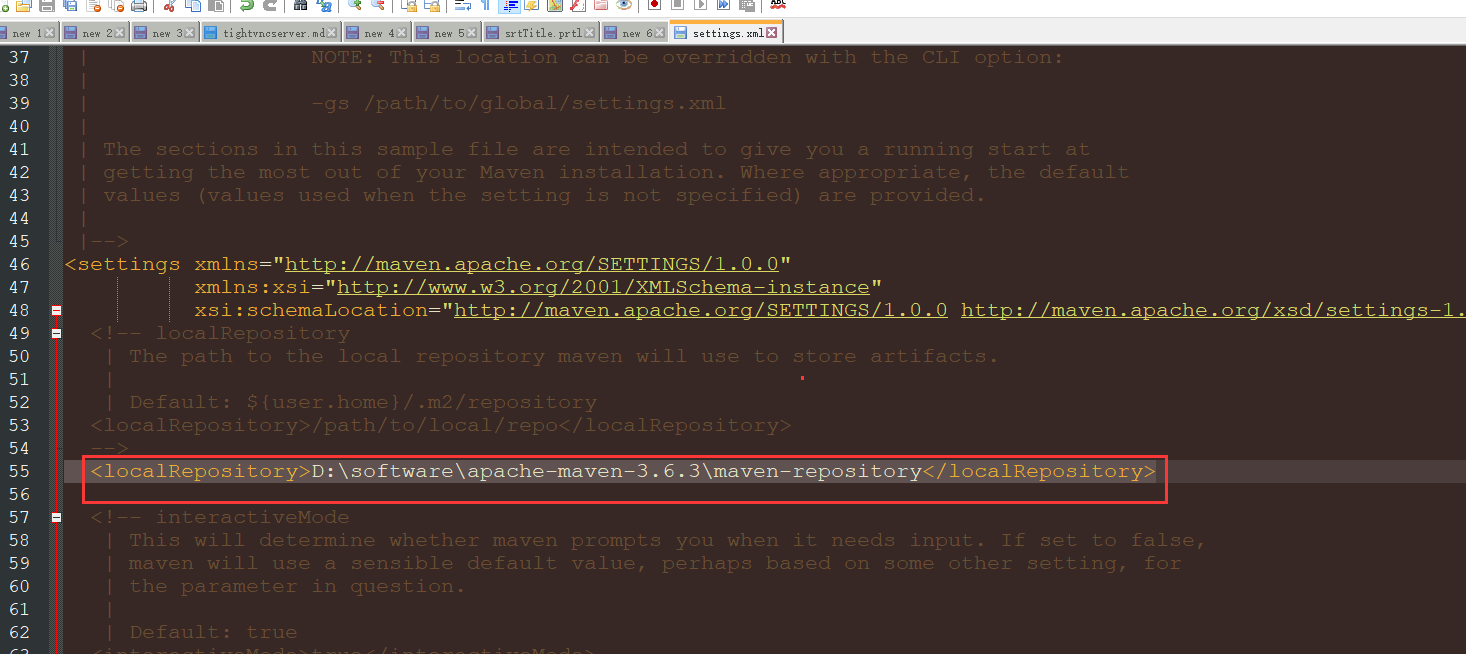 ABC
new 1 new 2 new 3 tightvncserver.md new 4 new 5 srtTitle.prtl new 6 settings.xml
37 | NOTE: This location can be overridden with the CLI option:
38 |
39 | -gs /path/to/global/settings.xml
40 |
41 | The sections in this sample file are intended to give you a running start at
42 | getting the most out of your Maven installation. Where appropriate, the default
43 | values (values used when the setting is not specified) are provided.
44 |
45 |-->
46 <settings xmlns="http://maven.apache.org/SETTINGS/1.0.0"
47 xmlns:xsi="http://www.w3.org/2001/XMLSchema-instance"
48 xsi:schemaLocation="http://maven.apache.org/SETTINGS/1.0.0 http://maven.apache.org/xsd/settings-1.
49 <!-- localRepository
50 | The path to the local repository maven will use to store artifacts.
51 |
52 | Default: ${user.home}/.m2/repository
53 <localRepository>/path/to/local/repo</localRepository>
54 -->
55 <localRepository>D:\software\apache-maven-3.6.3\maven-repository</localRepository>
56
57 <!-- interactiveMode
58 | This will determine whether maven prompts you when it needs input. If set to false,
59 | maven will use a sensible default value, perhaps based on some other setting, for
60 | the parameter in question.
61 |
62 | Default: true
63 <interactiveMode>true</interactiveMode>